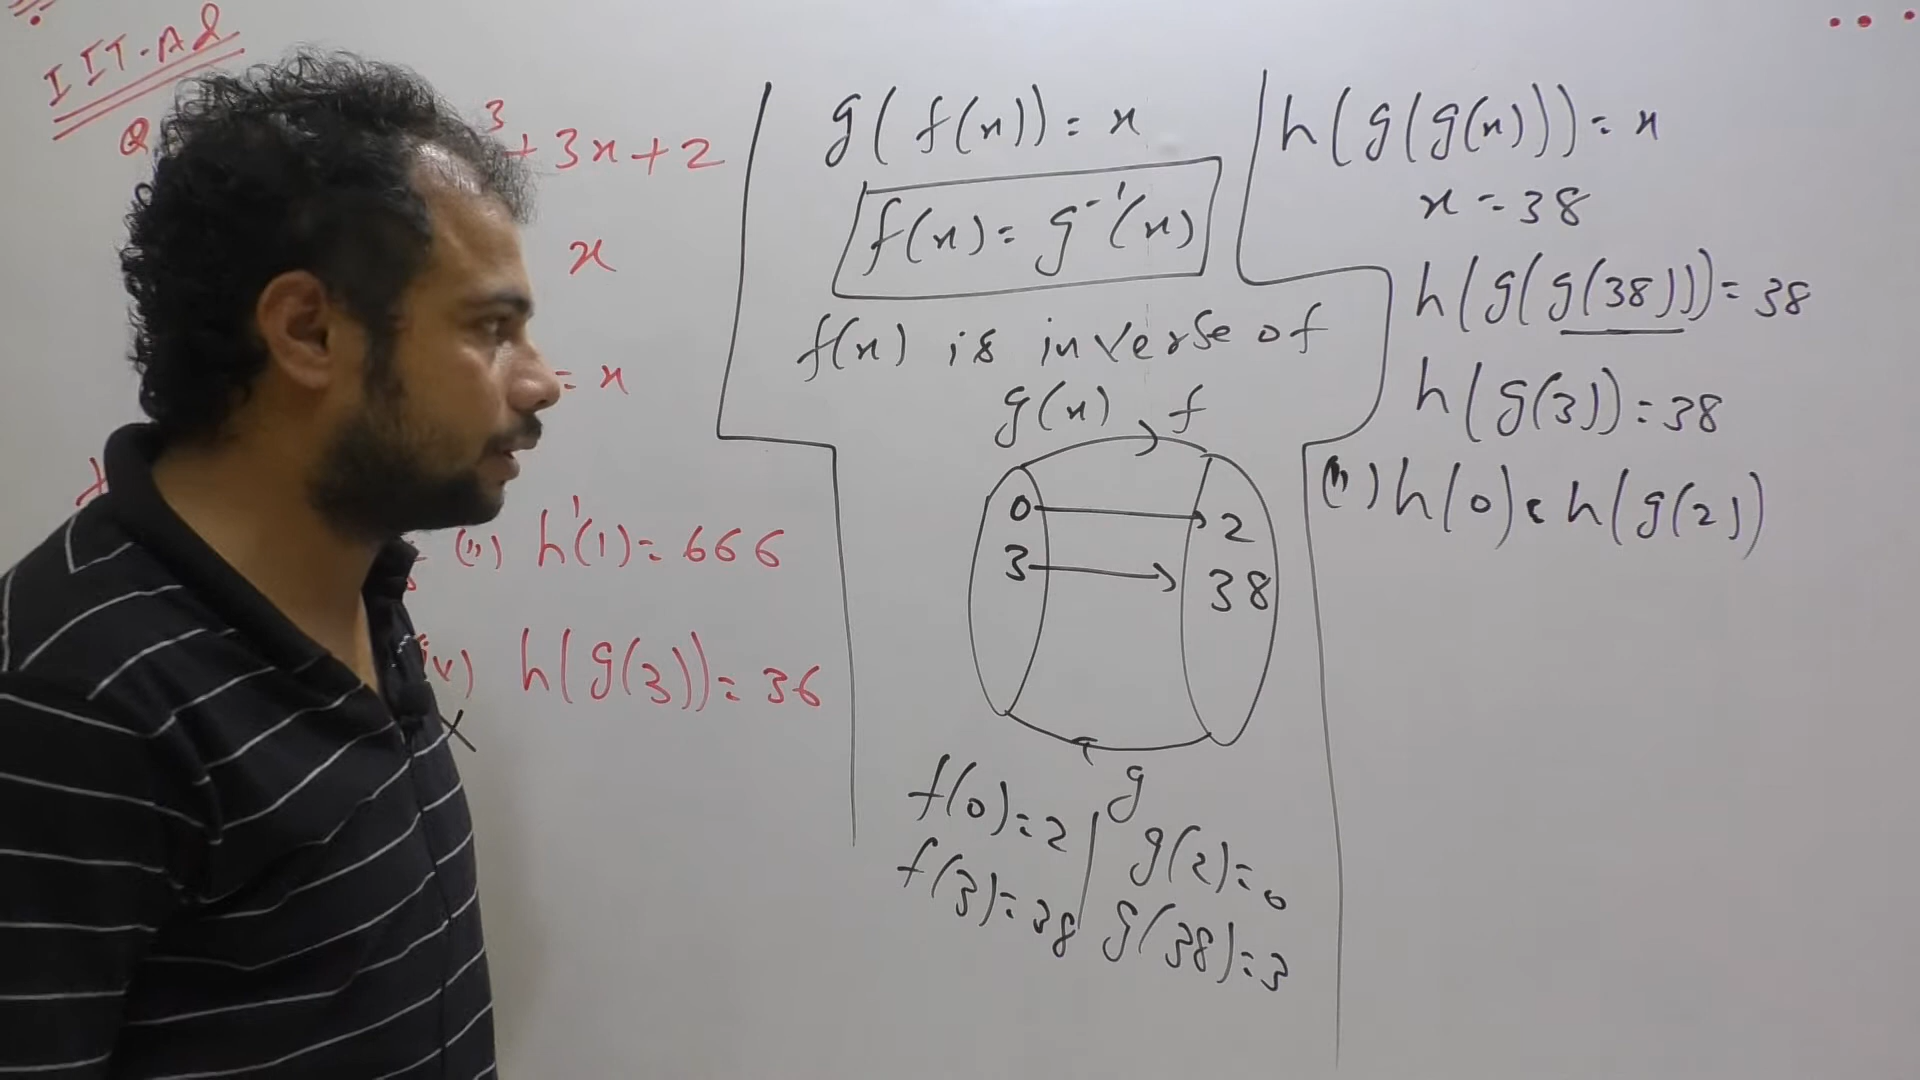 IIT-Ad
Q
3 + 3x + 2
x
= x
(ii) h'(1) = 666
iv) h(g(3)) = 36
g(f(x)) = x
f(x) = g⁻¹(x)
f(x) is inverse of
g(x)
f
0 2
3 38
g
f(0) = 2 g(2) = 0
f(3) = 38 g(38) = 3
h(g(g(x))) = x
x = 38
h(g(g(38))) = 38
h(g(3)) = 38
h(0) = h(g(2))